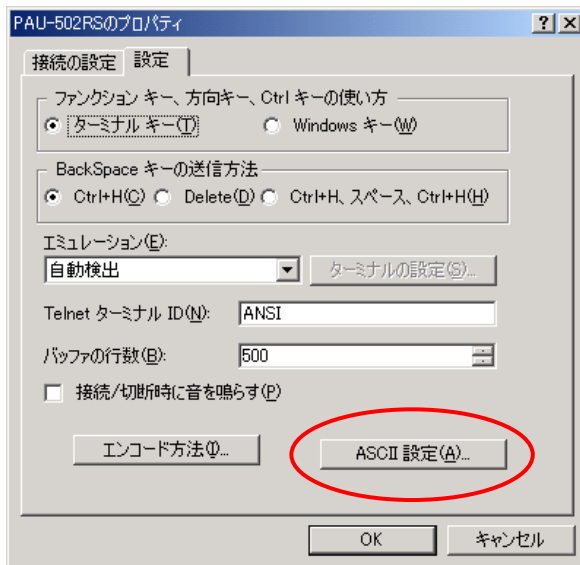 PAU-502RSのプロパティ
接続の設定 設定
ファンクション キー、方向キー、Ctrl キーの使い方
ターミナル キー(T) Windows キー(W)
BackSpace キーの送信方法
Ctrl+H(C) Delete(D) Ctrl+H、スペース、Ctrl+H(H)
エミュレーション(E):
自動検出 ターミナルの設定(S)...
Telnet ターミナル ID(N): ANSI
バッファの行数(B): 500
接続/切断時に音を鳴らす(P)
エンコード方法(I)... ASCII 設定(A)...
OK キャンセル